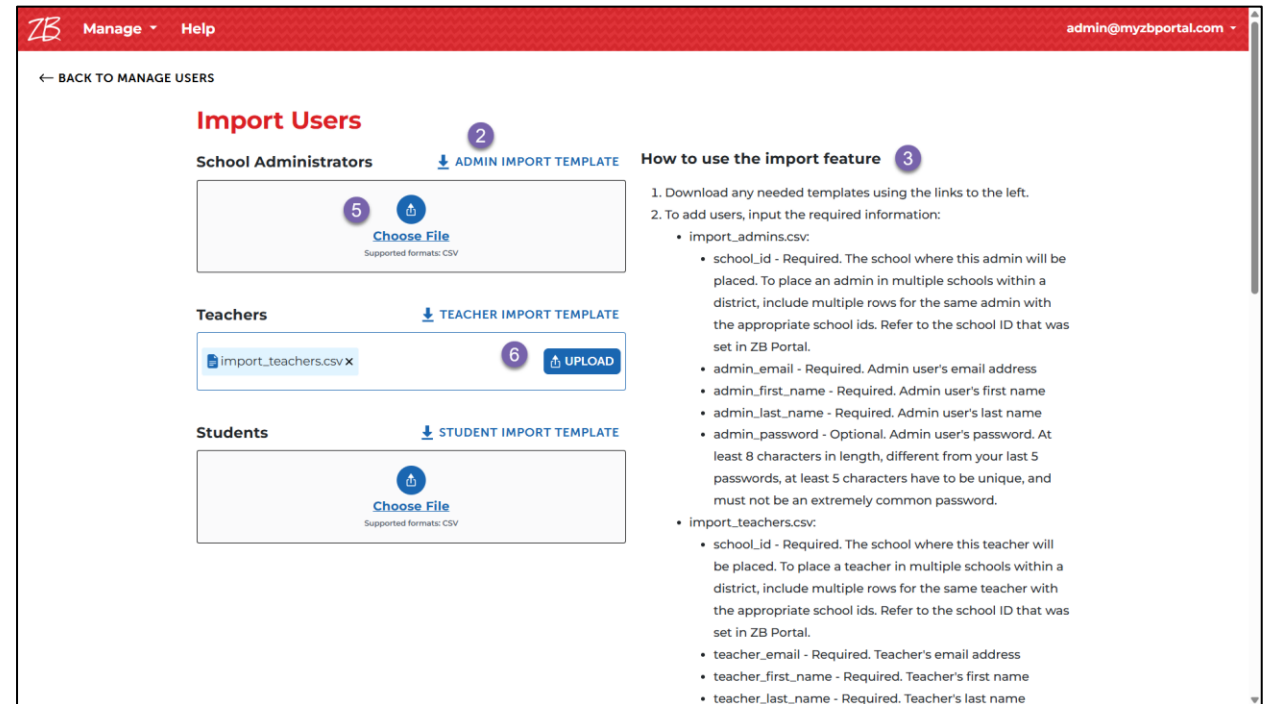 ZB Manage Help admin@myzbportal.com
← BACK TO MANAGE USERS
Import Users
2
School Administrators ADMIN IMPORT TEMPLATE
5
Choose File
Supported formats: CSV
Teachers TEACHER IMPORT TEMPLATE
import_teachers.csv × 6 UPLOAD
Students STUDENT IMPORT TEMPLATE
Choose File
Supported formats: CSV
How to use the import feature 3
1. Download any needed templates using the links to the left.
2. To add users, input the required information:
• import_admins.csv:
• school_id - Required. The school where this admin will be
placed. To place an admin in multiple schools within a
district, include multiple rows for the same admin with
the appropriate school ids. Refer to the school ID that was
set in ZB Portal.
• admin_email - Required. Admin user's email address
• admin_first_name - Required. Admin user's first name
• admin_last_name - Required. Admin user's last name
• admin_password - Optional. Admin user's password. At
least 8 characters in length, different from your last 5
passwords, at least 5 characters have to be unique, and
must not be an extremely common password.
• import_teachers.csv:
• school_id - Required. The school where this teacher will
be placed. To place a teacher in multiple schools within a
district, include multiple rows for the same teacher with
the appropriate school ids. Refer to the school ID that was
set in ZB Portal.
• teacher_email - Required. Teacher's email address
• teacher_first_name - Required. Teacher's first name
• teacher_last_name - Required. Teacher's last name